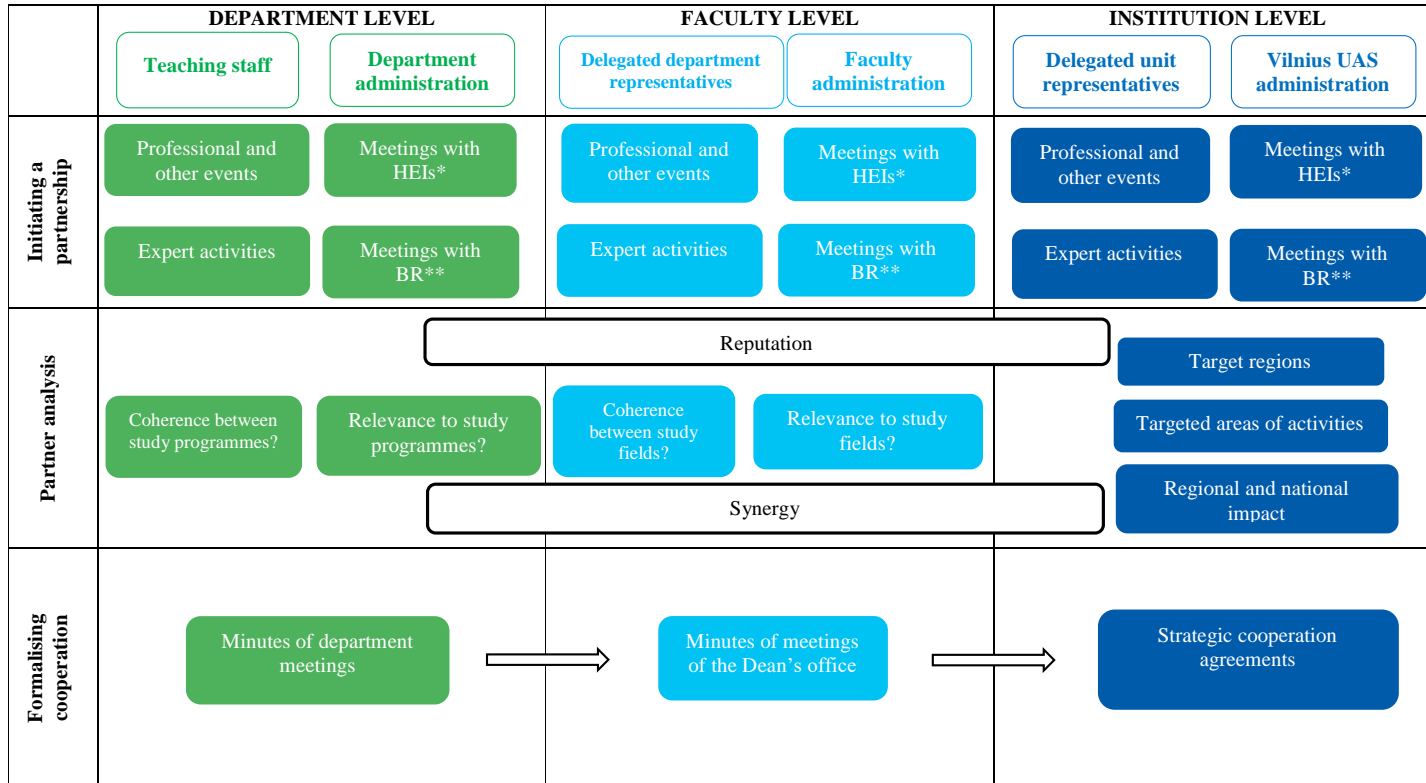 DEPARTMENT LEVEL
FACULTY LEVEL
INSTITUTION LEVEL
Teaching staff
Department
administration
Delegated department
representatives
Faculty
administration
Delegated unit
representatives
Vilnius UAS
administration
Initiating a
partnership
Professional and
other events
Meetings with
HEIs*
Professional and
other events
Meetings with
HEIs*
Professional and
other events
Meetings with
HEIs*
Expert activities
Meetings with
BR**
Expert activities
Meetings with
BR**
Expert activities
Meetings with
BR**
Partner analysis
Reputation
Target regions
Coherence between
study programmes?
Relevance to study
programmes?
Coherence
between study
fields?
Relevance to study
fields?
Targeted areas of
activities
Synergy
Regional and national
impact
Formalising
cooperation
Minutes of department
meetings
Minutes of meetings
of the Dean’s office
Strategic cooperation
agreements